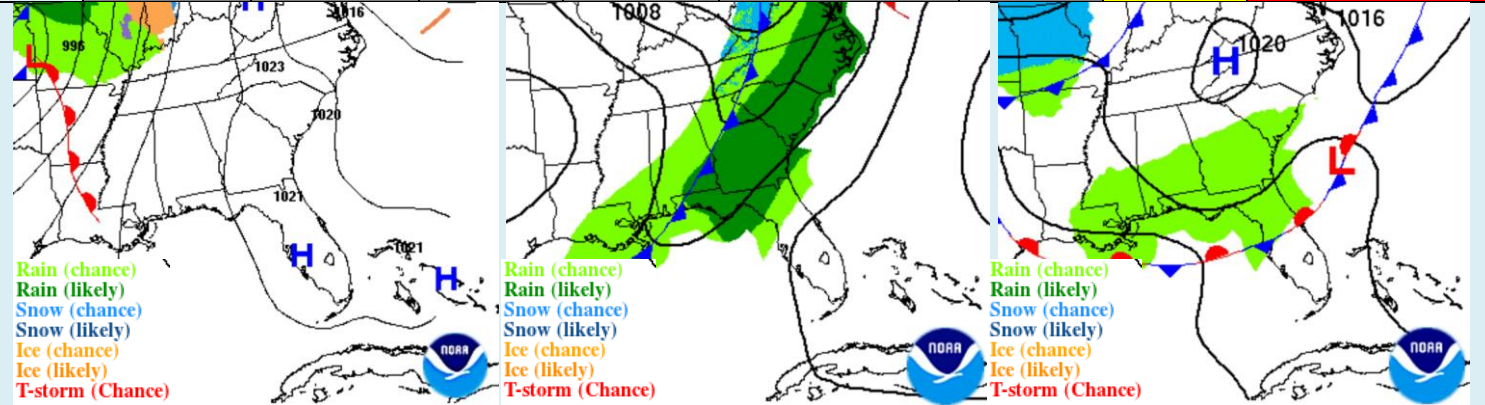 H
1016
996
L
1023
1020
1021
H
1021
H
Rain (chance)
Rain (likely)
Snow (chance)
Snow (likely)
Ice (chance)
Ice (likely)
T-storm (Chance)
NOAA
1008
Rain (chance)
Rain (likely)
Snow (chance)
Snow (likely)
Ice (chance)
Ice (likely)
T-storm (Chance)
NOAA
1016
1020
H
L
Rain (chance)
Rain (likely)
Snow (chance)
Snow (likely)
Ice (chance)
Ice (likely)
T-storm (Chance)
NOAA